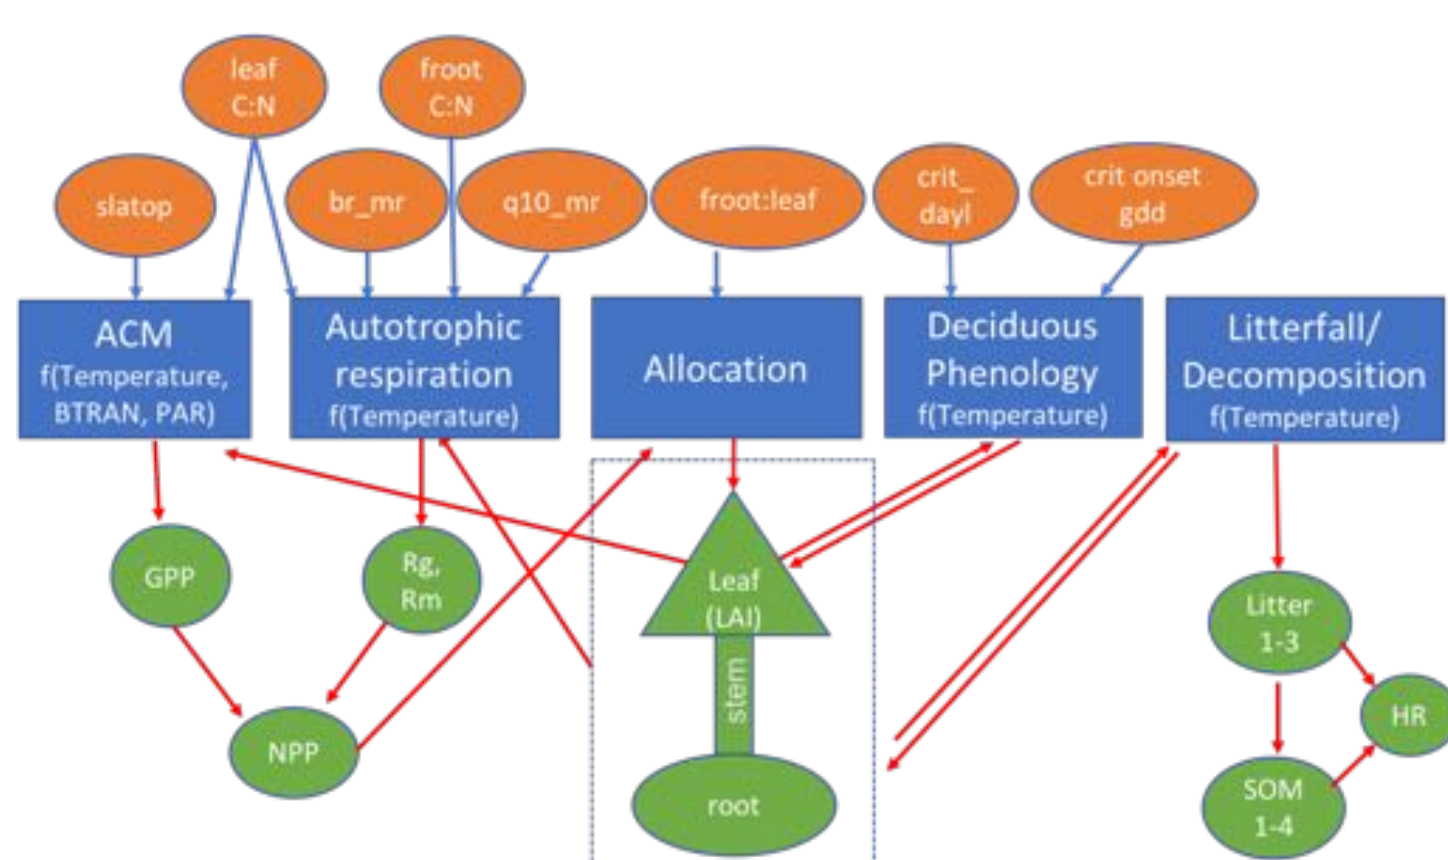 leaf
C:N
froot
C:N
slatop
br_mr
q10_mr
froot:leaf
crit_
dayl
crit onset
gdd
ACM
f(Temperature,
BTRAN, PAR)
Autotrophic
respiration
f(Temperature)
Allocation
Deciduous
Phenology
f(Temperature)
Litterfall/
Decomposition
f(Temperature)
GPP
Rg,
Rm
Leaf
(LAI)
stem
root
NPP
Litter
1-3
HR
SOM
1-4